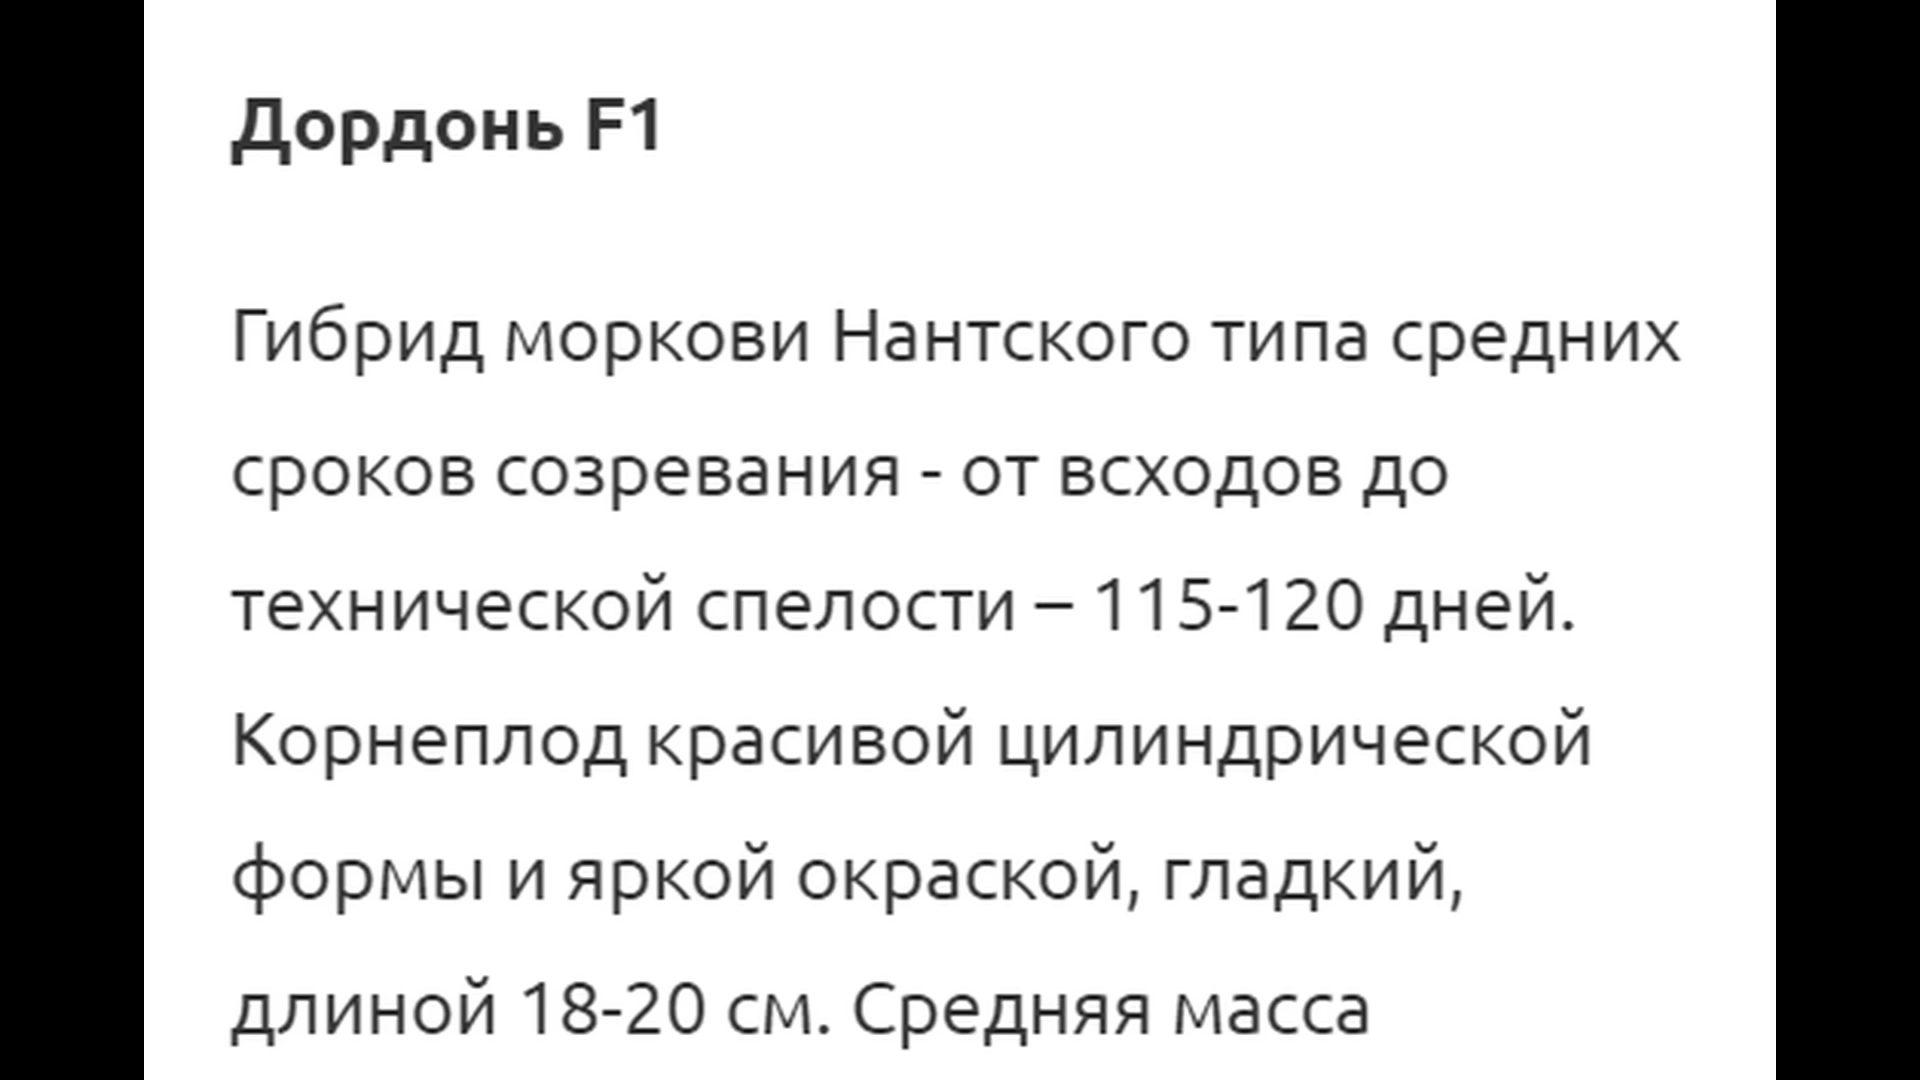 Дордонь F1
Гибрид моркови Нантского типа средних
сроков созревания - от всходов до
технической спелости – 115-120 дней.
Корнеплод красивой цилиндрической
формы и яркой окраской, гладкий,
длиной 18-20 см. Средняя масса